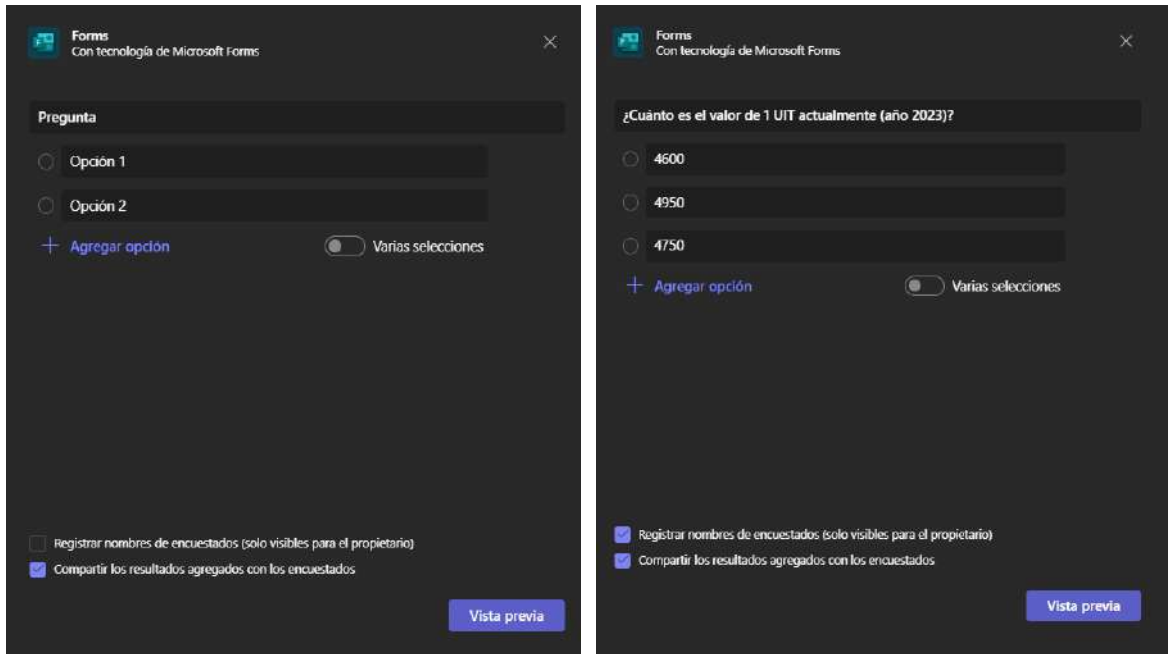 Forms
Con tecnología de Microsoft Forms
Pregunta
Opción 1
Opción 2
Agregar opción
Varias selecciones
Registrar nombres de encuestados (solo visibles para el propietario)
Compartir los resultados agregados con los encuestados
Vista previa
Forms
Con tecnología de Microsoft Forms
¿Cuánto es el valor de 1 UIT actualmente (año 2023)?
4600
4950
4750
Agregar opción
Varias selecciones
Registrar nombres de encuestados (solo visibles para el propietario)
Compartir los resultados agregados con los encuestados
Vista previa